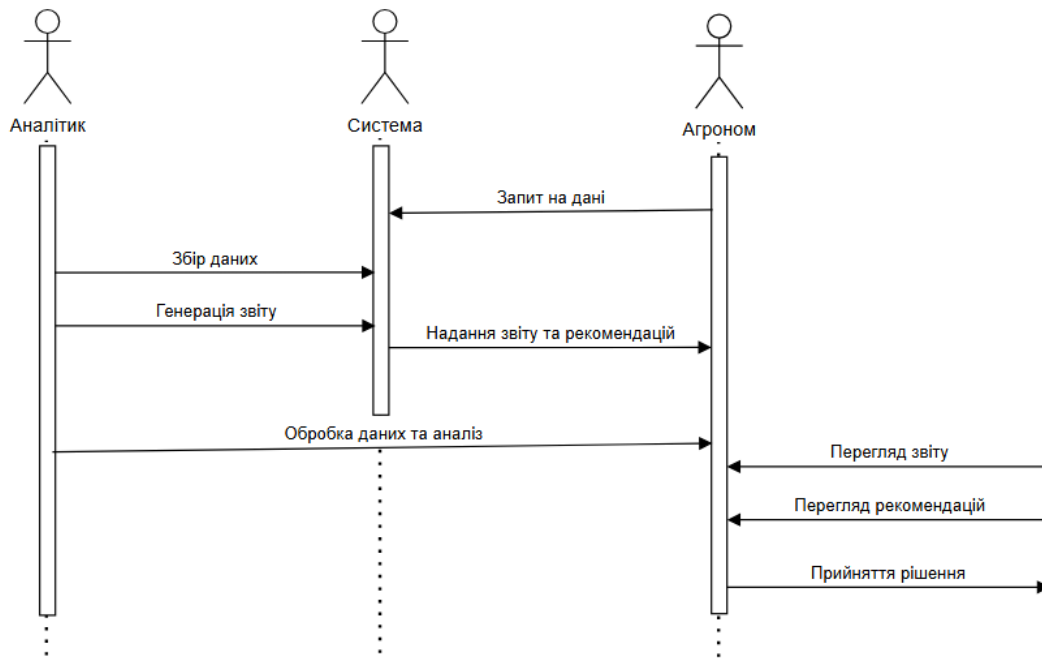 Аналітик
Система
Агроном
Запит на дані
Збір даних
Генерація звіту
Надання звіту та рекомендацій
Обробка даних та аналіз
Перегляд звіту
Перегляд рекомендацій
Прийняття рішення